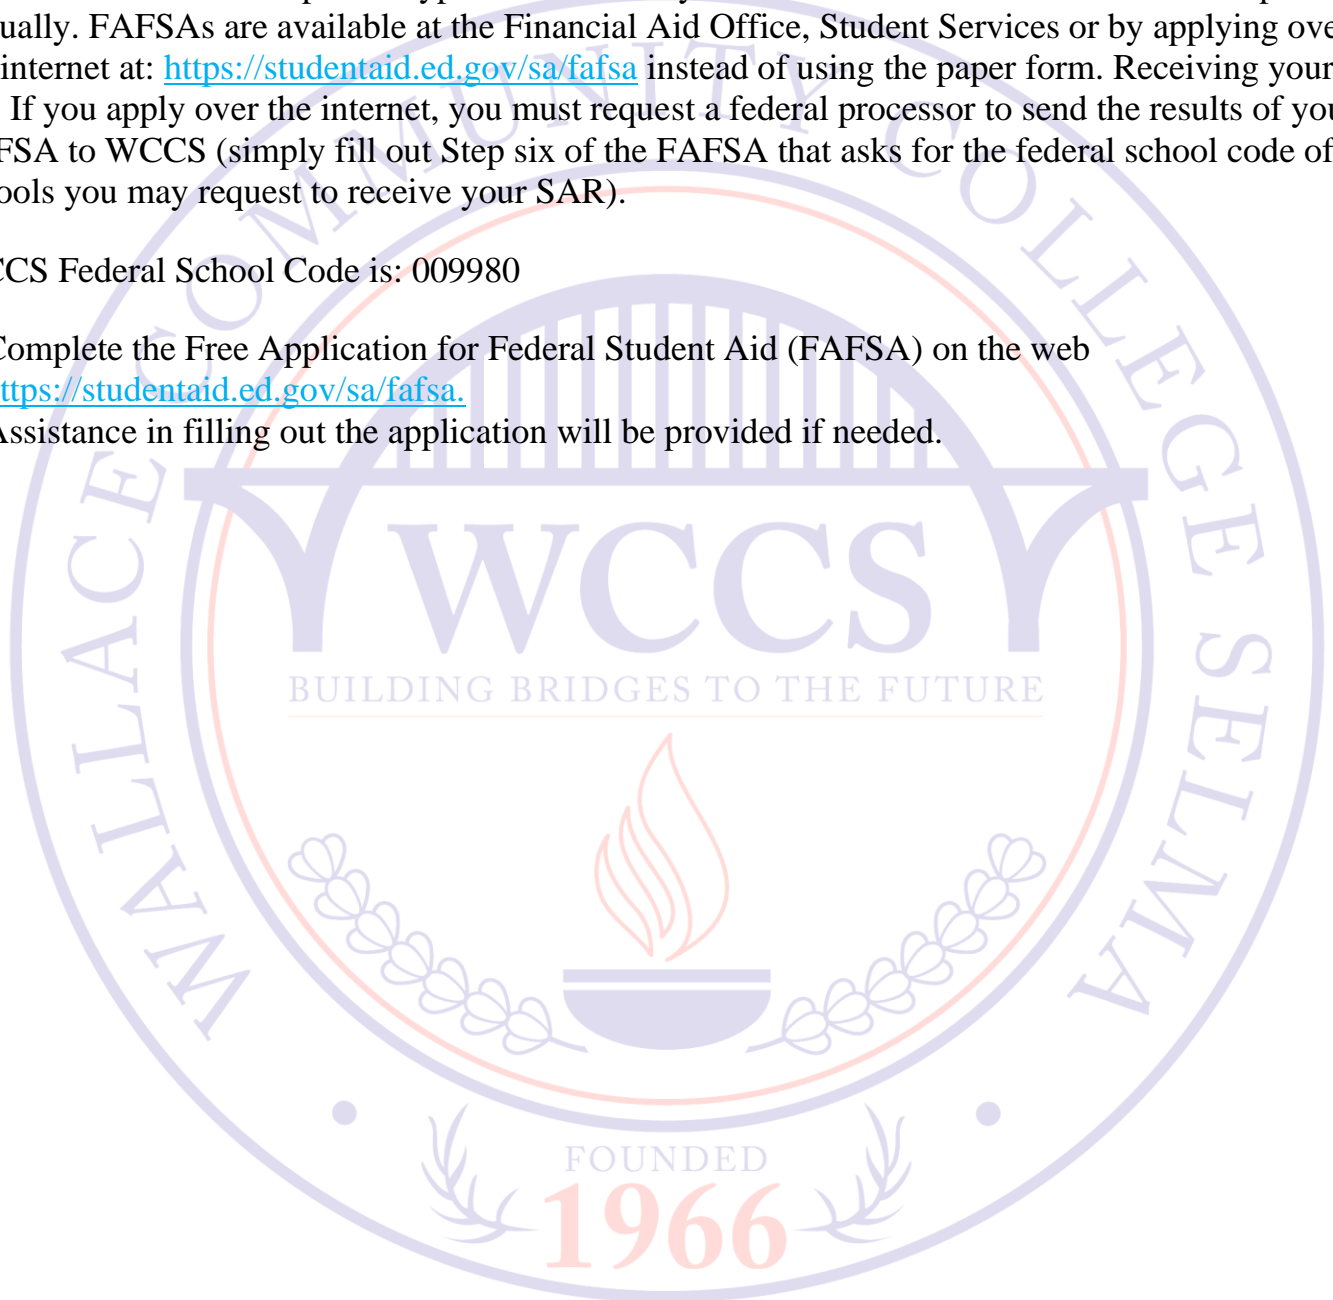 ually. FAFSAs are available at the Financial Aid Office, Student Services or by applying ove
internet at: https://studentaid.ed.gov/sa/fafsa instead of using the paper form. Receiving your
If you apply over the internet, you must request a federal processor to send the results of you
FSA to WCCS (simply fill out Step six of the FAFSA that asks for the federal school code of
ools you may request to receive your SAR).
CCS Federal School Code is: 009980
Complete the Free Application for Federal Student Aid (FAFSA) on the web
ttps://studentaid.ed.gov/sa/fafsa.
Assistance in filling out the application will be provided if needed.
WALLACE COMMUNITY COLLEGE SELMA
WCCS
BUILDING BRIDGES TO THE FUTURE
FOUNDED
1966